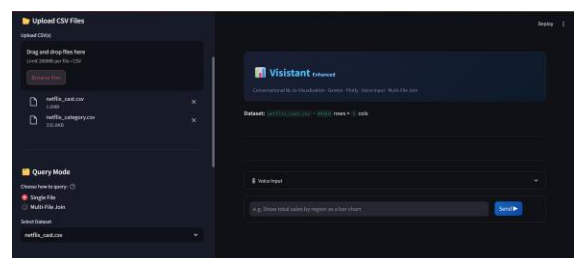 Upload CSV Files
Upload CSV(s)
Drag and drop files here
Limit 200MB per file • CSV
Browse files
netflix_cast.csv
netflix_category.csv
Query Mode
Choose how to query:
Single File
Multi-File Join
Select Dataset
netflix_cast.csv
Deploy
Visistant Enhanced
Conversational NL-to-Visualization · Gemini · Plotly · Voice Input · Multi-File Join
Dataset: netflix_cast.csv rows × cols
Voice Input
e.g. Show total sales by region as a bar chart
Send